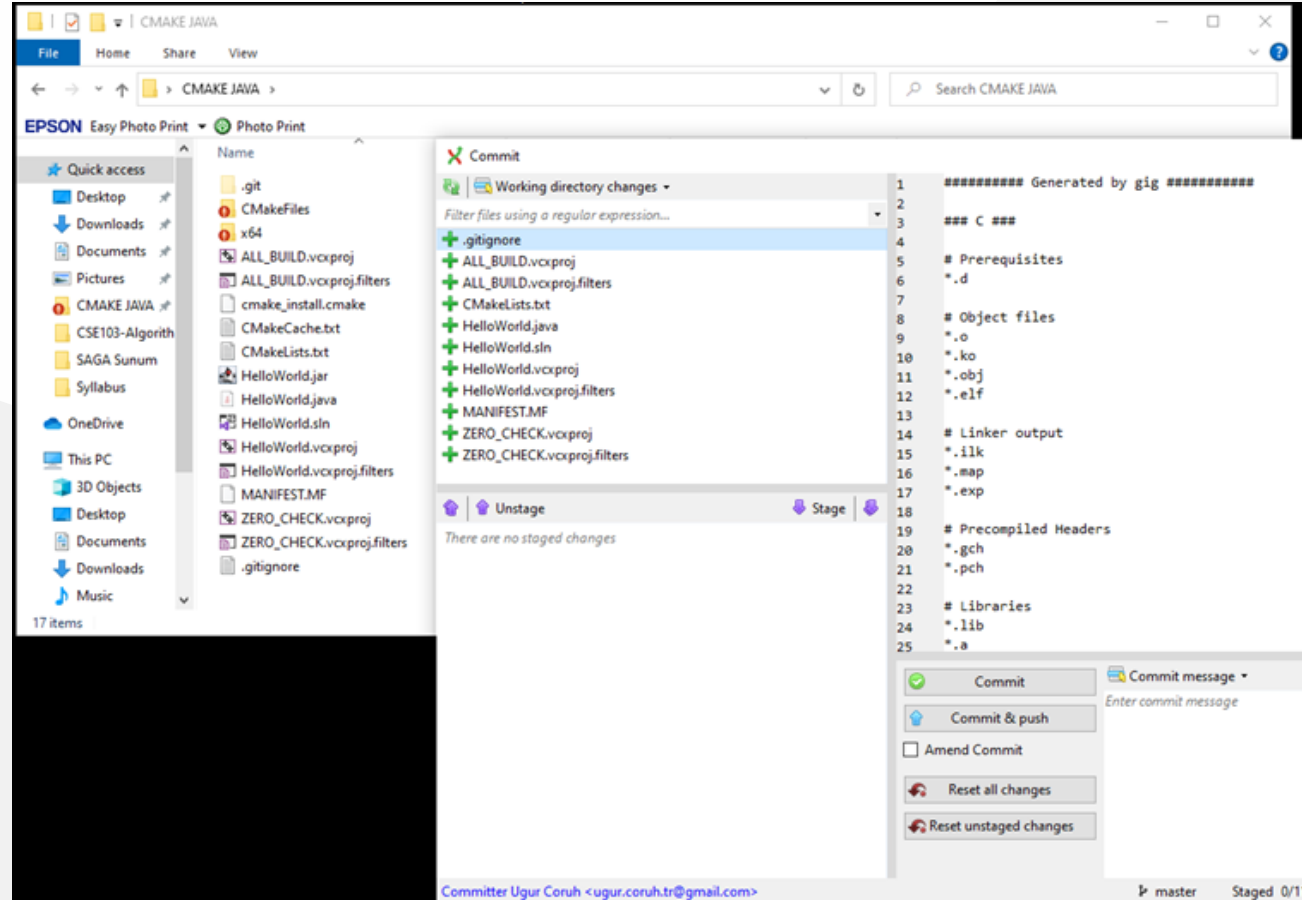 CMAKE JAVA
File Home Share View
CMAKE JAVA
Search CMAKE JAVA
EPSON Easy Photo Print Photo Print
Quick access
Desktop
Downloads
Documents
Pictures
CMAKE JAVA
CSE103-Algorith
SAGA Sunum
Syllabus
OneDrive
This PC
3D Objects
Desktop
Documents
Downloads
Music
17 items
Name
.git
CMakeFiles
x64
ALL_BUILD.vcxproj
ALL_BUILD.vcxproj.filters
cmake_install.cmake
CMakeCache.txt
CMakeLists.txt
HelloWorld.jar
HelloWorld.java
HelloWorld.sln
HelloWorld.vcxproj
HelloWorld.vcxproj.filters
MANIFEST.MF
ZERO_CHECK.vcxproj
ZERO_CHECK.vcxproj.filters
.gitignore
Commit
Working directory changes
Filter files using a regular expression...
.gitignore
ALL_BUILD.vcxproj
ALL_BUILD.vcxproj.filters
CMakeLists.txt
HelloWorld.java
HelloWorld.sln
HelloWorld.vcxproj
HelloWorld.vcxproj.filters
MANIFEST.MF
ZERO_CHECK.vcxproj
ZERO_CHECK.vcxproj.filters
Unstage Stage
There are no staged changes
1 ########## Generated by gig ###########
2
3 ### C ###
4
5 # Prerequisites
6 *.d
7
8 # Object files
9 *.o
10 *.ko
11 *.obj
12 *.elf
13
14 # Linker output
15 *.ilk
16 *.map
17 *.exp
18
19 # Precompiled Headers
20 *.gch
21 *.pch
22
23 # Libraries
24 *.lib
25 *.a
Commit
Commit & push
Amend Commit
Reset all changes
Reset unstaged changes
Commit message
Enter commit message
Committer Ugur Coruh <ugur.coruh.tr@gmail.com>
master Staged 0/1